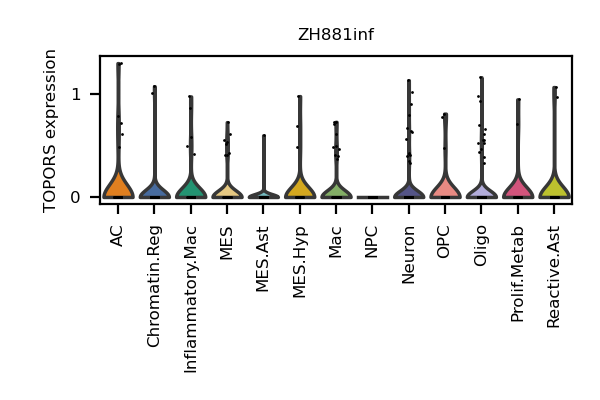 ZH881inf
TOPORS expression
1
0
AC
Chromatin.Reg
Inflammatory.Mac
MES
MES.Ast
MES.Hyp
Mac
NPC
Neuron
OPC
Oligo
Prolif.Metab
Reactive.Ast